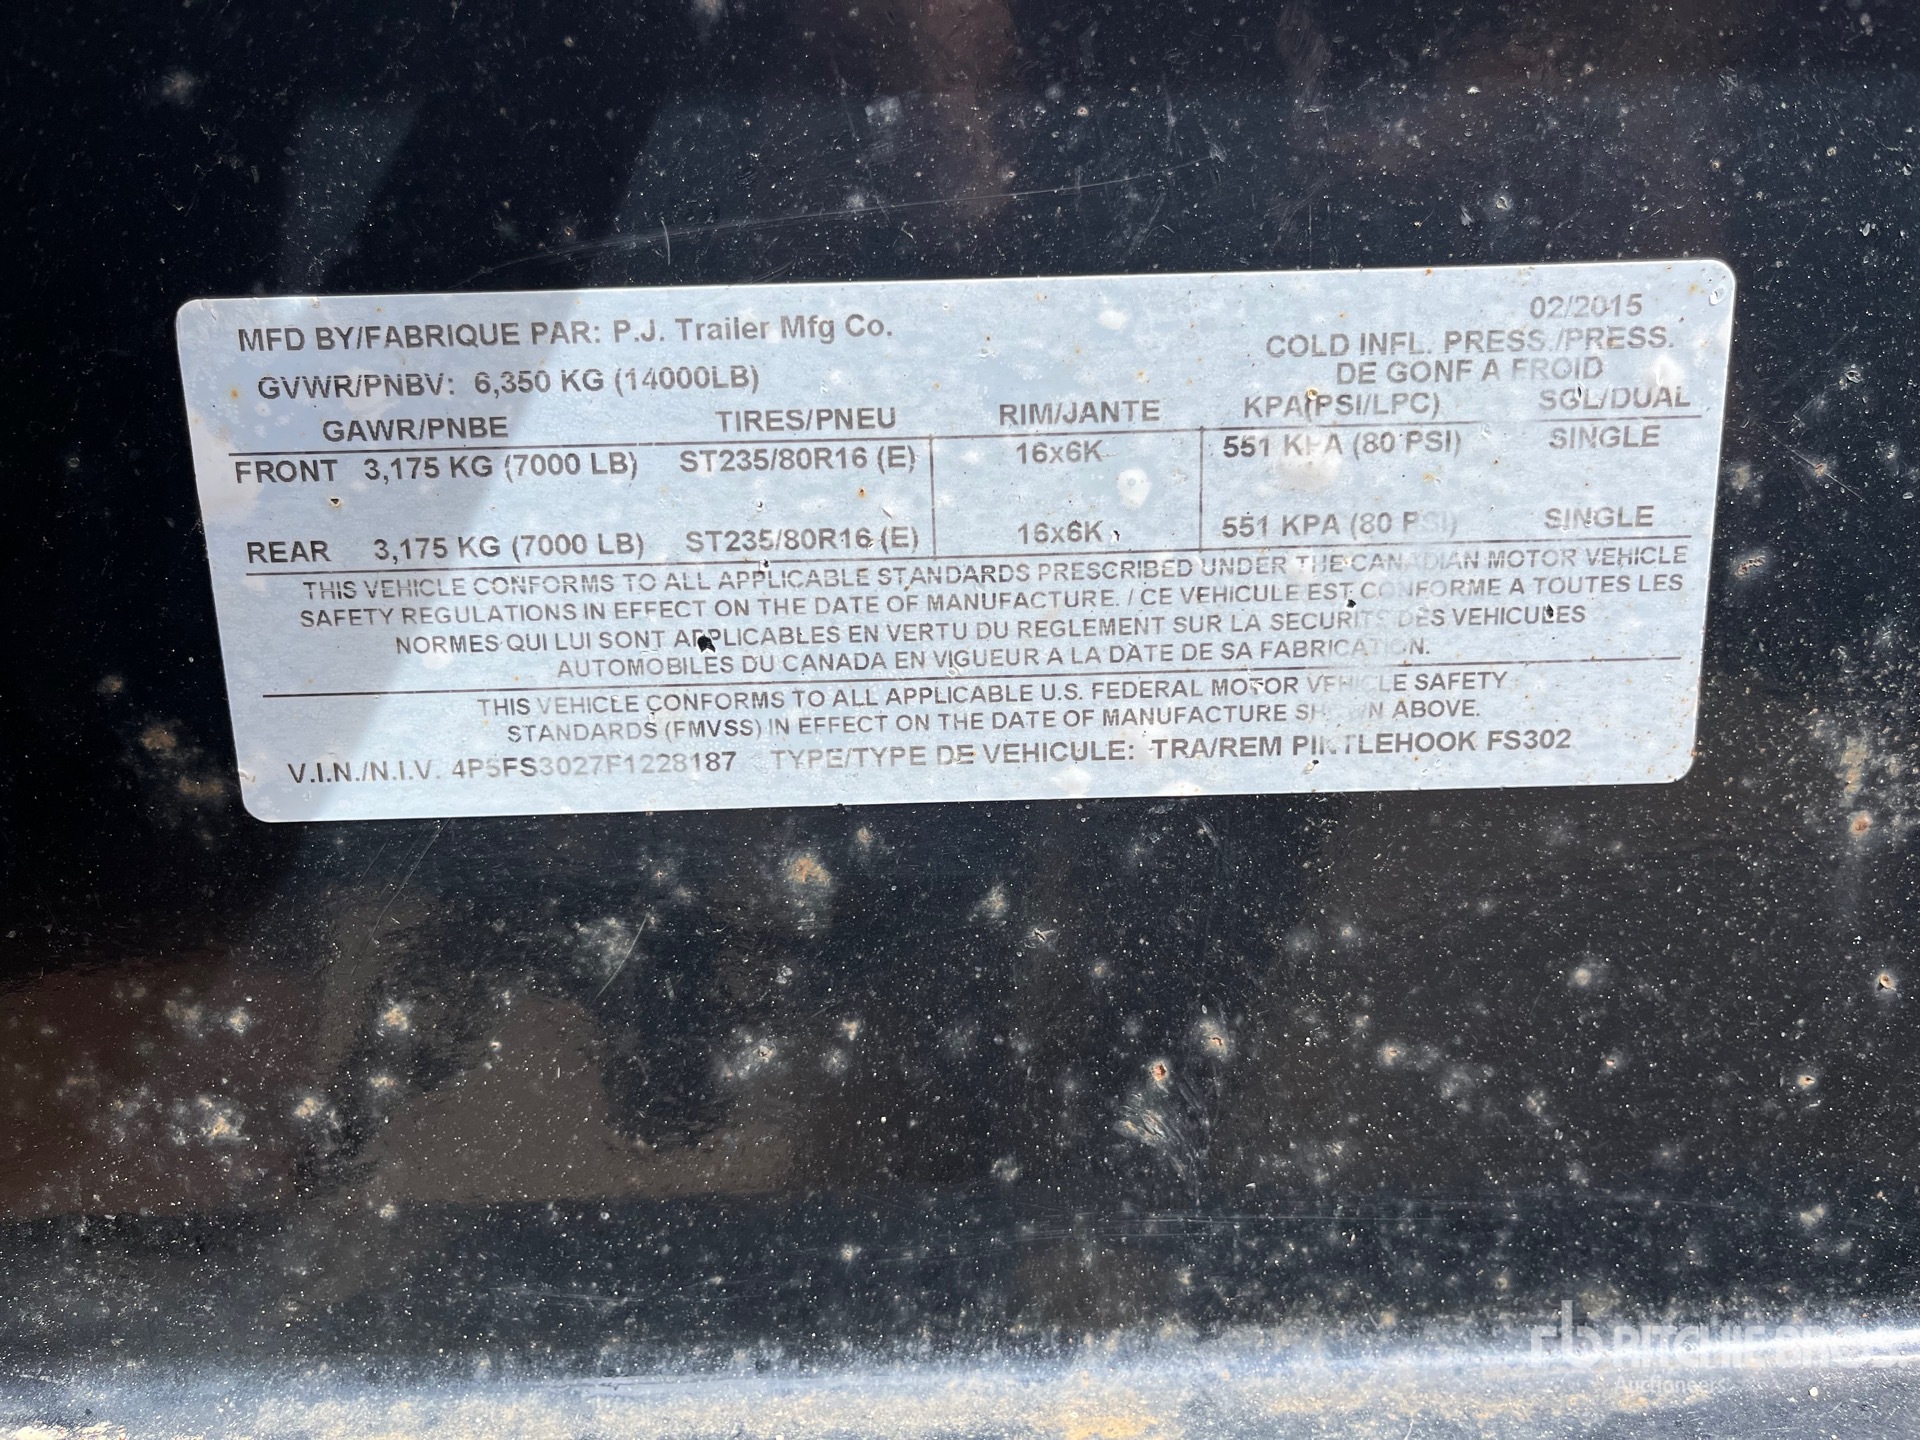 02/2015
MFD BY/FABRIQUE PAR: P.J. Trailer Mfg Co.
COLD INFL. PRESS./PRESS.
GVWR/PNBV: 6,350 KG (14000LB)
DE GONF A FROID
GAWR/PNBE TIRES/PNEU RIM/JANTE KPA(PSI/LPC) SGL/DUAL
FRONT 3,175 KG (7000 LB) ST235/80R16 (E) 16x6K 551 KPA (80 PSI) SINGLE
REAR 3,175 KG (7000 LB) ST235/80R16 (E) 16x6K 551 KPA (80 PSI) SINGLE
THIS VEHICLE CONFORMS TO ALL APPLICABLE STANDARDS PRESCRIBED UNDER THE CANADIAN MOTOR VEHICLE
SAFETY REGULATIONS IN EFFECT ON THE DATE OF MANUFACTURE. / CE VEHICULE EST CONFORME A TOUTES LES
NORMES QUI LUI SONT APPLICABLES EN VERTU DU REGLEMENT SUR LA SECURITE DES VEHICULES
AUTOMOBILES DU CANADA EN VIGUEUR A LA DATE DE SA FABRICATION.
THIS VEHICLE CONFORMS TO ALL APPLICABLE U.S. FEDERAL MOTOR VEHICLE SAFETY
STANDARDS (FMVSS) IN EFFECT ON THE DATE OF MANUFACTURE SHOWN ABOVE.
V.I.N./N.I.V. 4P5FS3027F1228187 TYPE/TYPE DE VEHICULE: TRA/REM PINTLEHOOK FS302
rb RITCHIE BROS.
Auctioneers